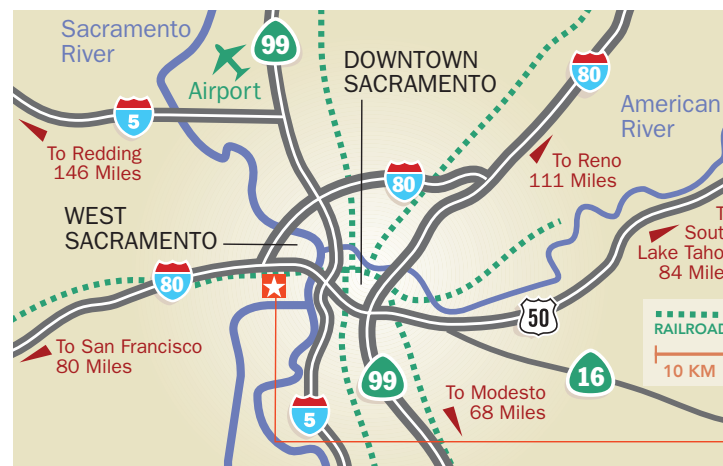 Sacramento
River
99
Airport
DOWNTOWN
SACRAMENTO
80
American
River
5
To Redding
146 Miles
To Reno
111 Miles
80
WEST
SACRAMENTO
Lake Taho
84 Mile
80
50
RAILROAD
10 KM
To San Francisco
80 Miles
99
16
To Modesto
68 Miles
5